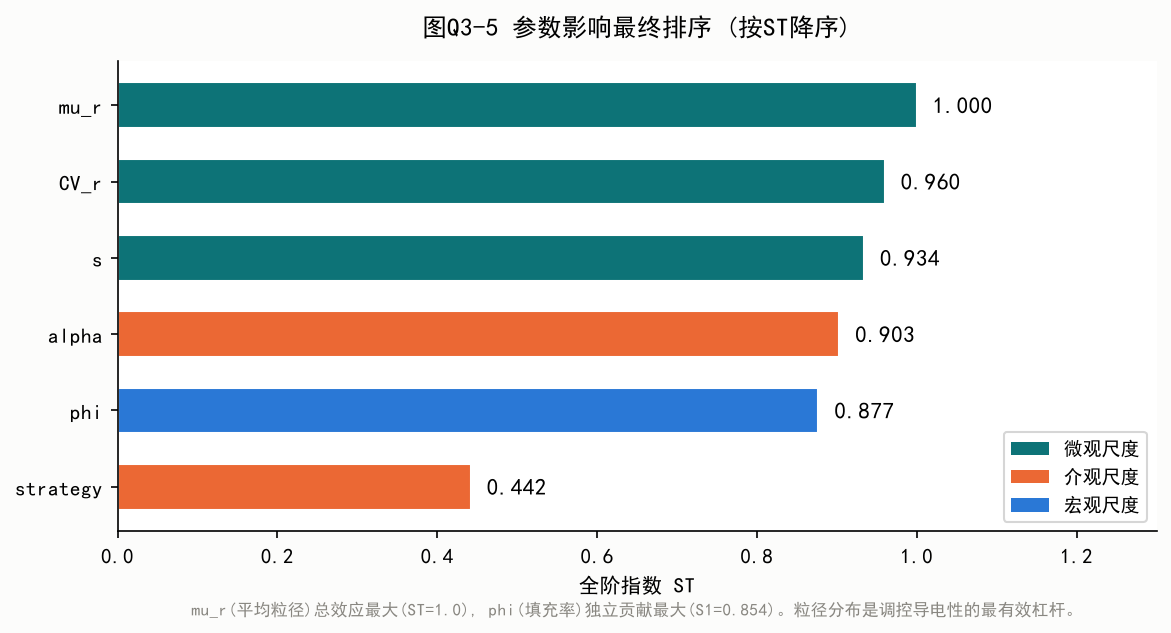 图Q3-5 参数影响最终排序 (按ST降序)
mu_r
1.000
CV_r
0.960
s
0.934
alpha
0.903
phi
0.877
strategy
0.442
微观尺度
介观尺度
宏观尺度
0.0 0.2 0.4 0.6 0.8 1.0 1.2
全阶指数 ST
mu_r(平均粒径)总效应最大(ST=1.0), phi(填充率)独立贡献最大(S1=0.854)。粒径分布是调控导电性的最有效杠杆。